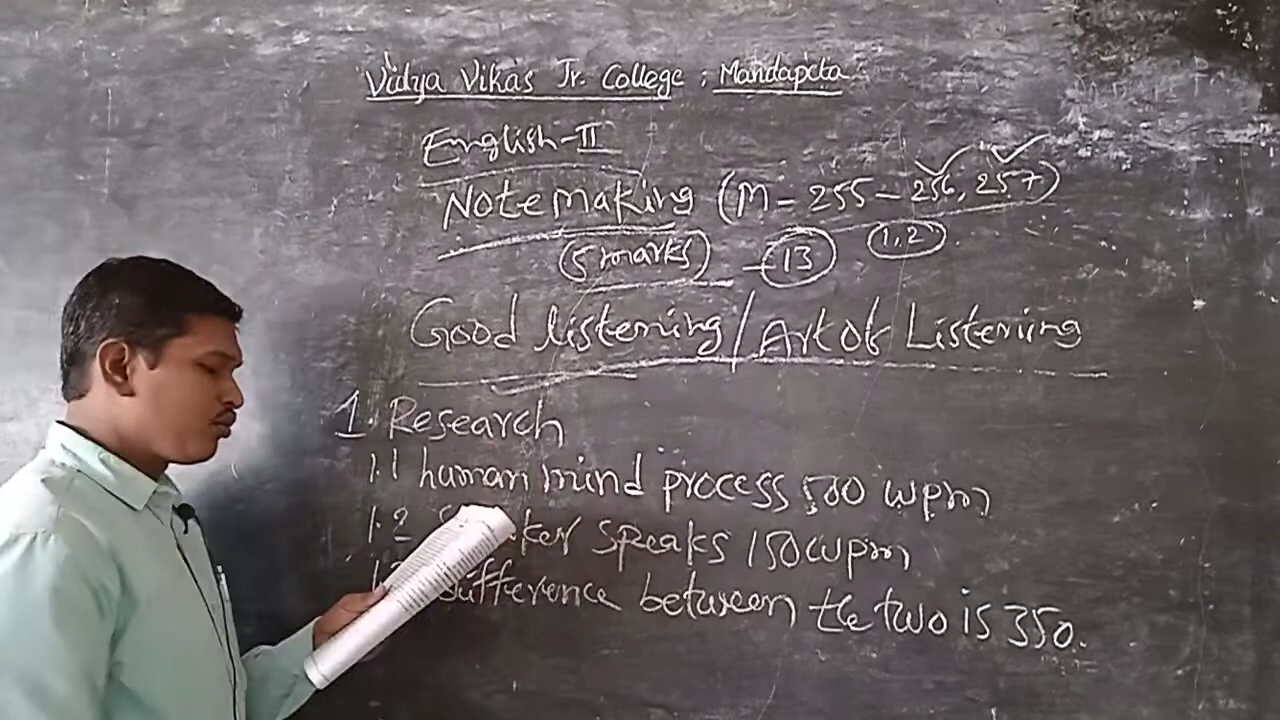 Vidya Vikas Jr. College ; Mandapeta
English-II
Notemaking (M - 255 - 256, 257)
(5 marks) - 13 1,2
Good listening / Art of Listening
1. Research
1.1 human mind process 500 wpm
1.2 speaks 150 wpm
difference between the two is 350.